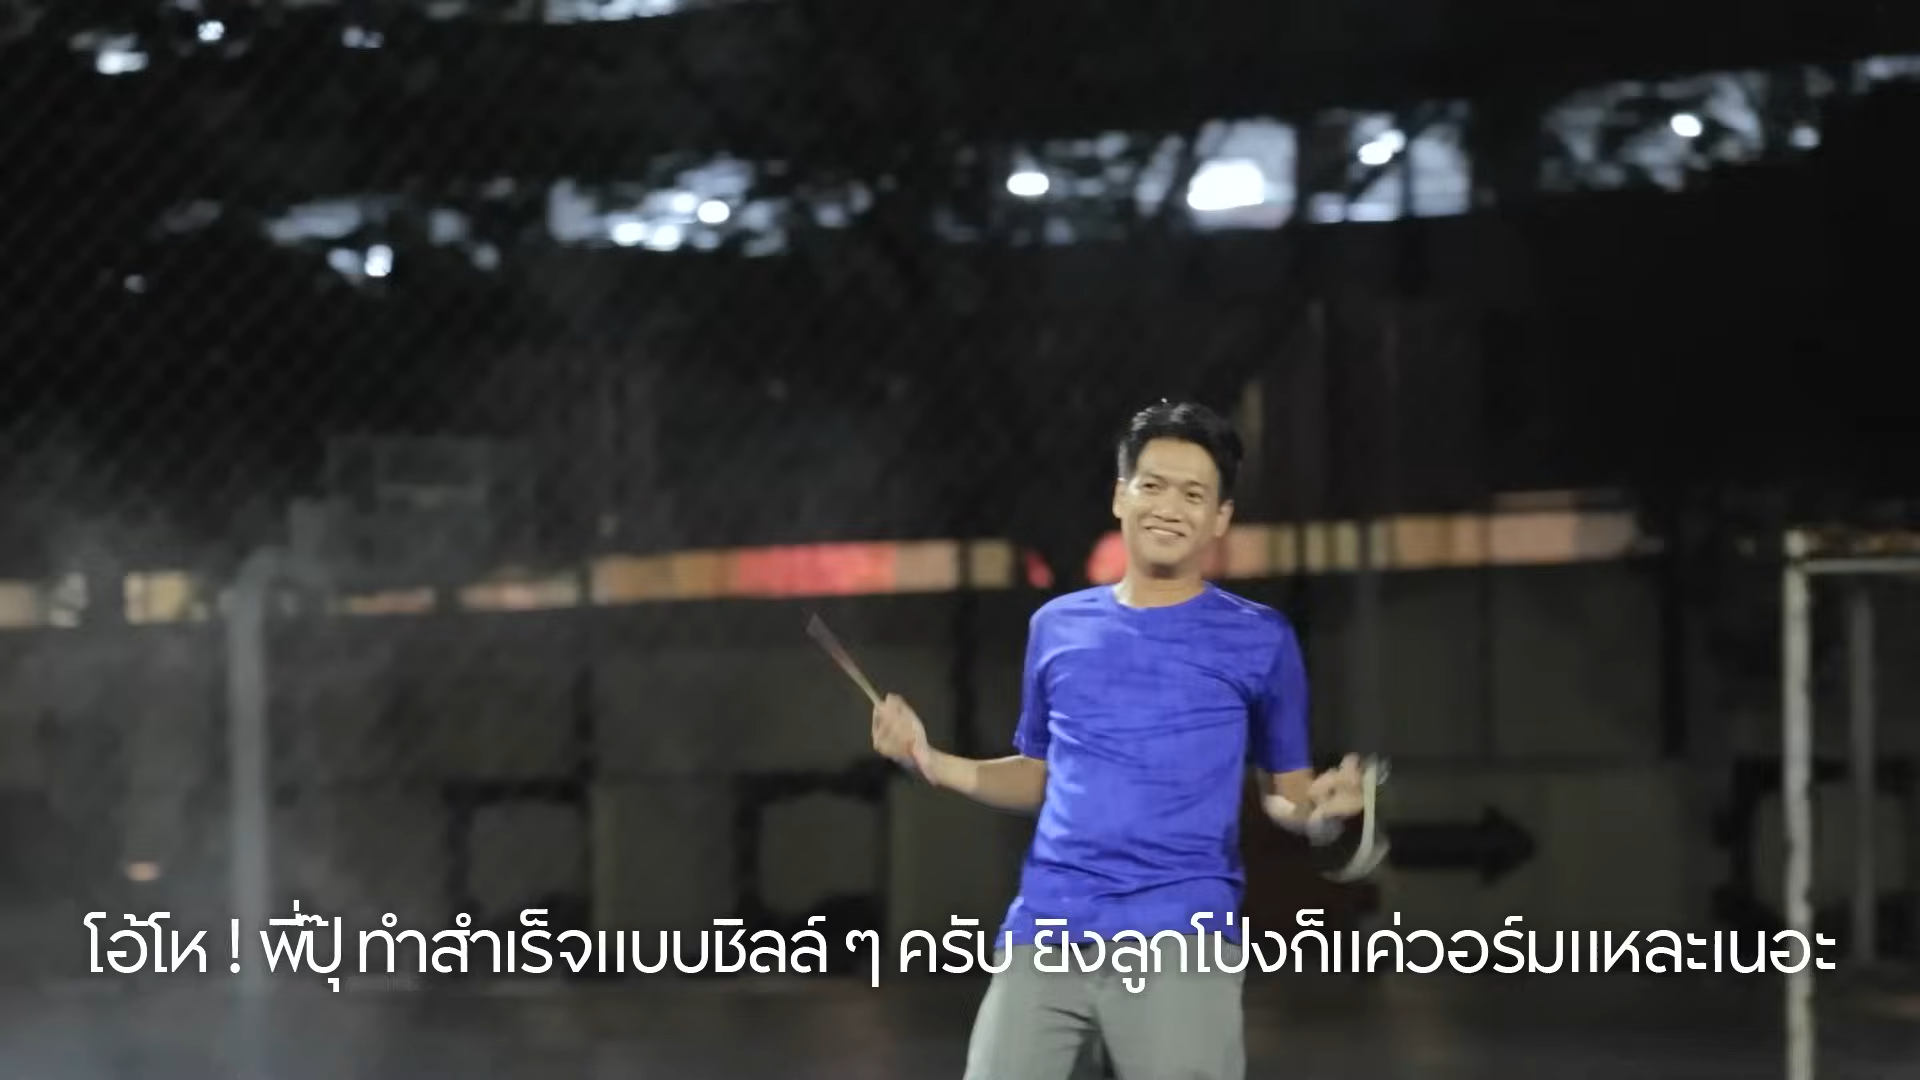 โอ้โห ! พี่ปุ๊ ทำสำเร็จแบบชิลล์ ๆ ครับ ยิงลูกโป่งก็แค่วอร์มแหละเนอะ